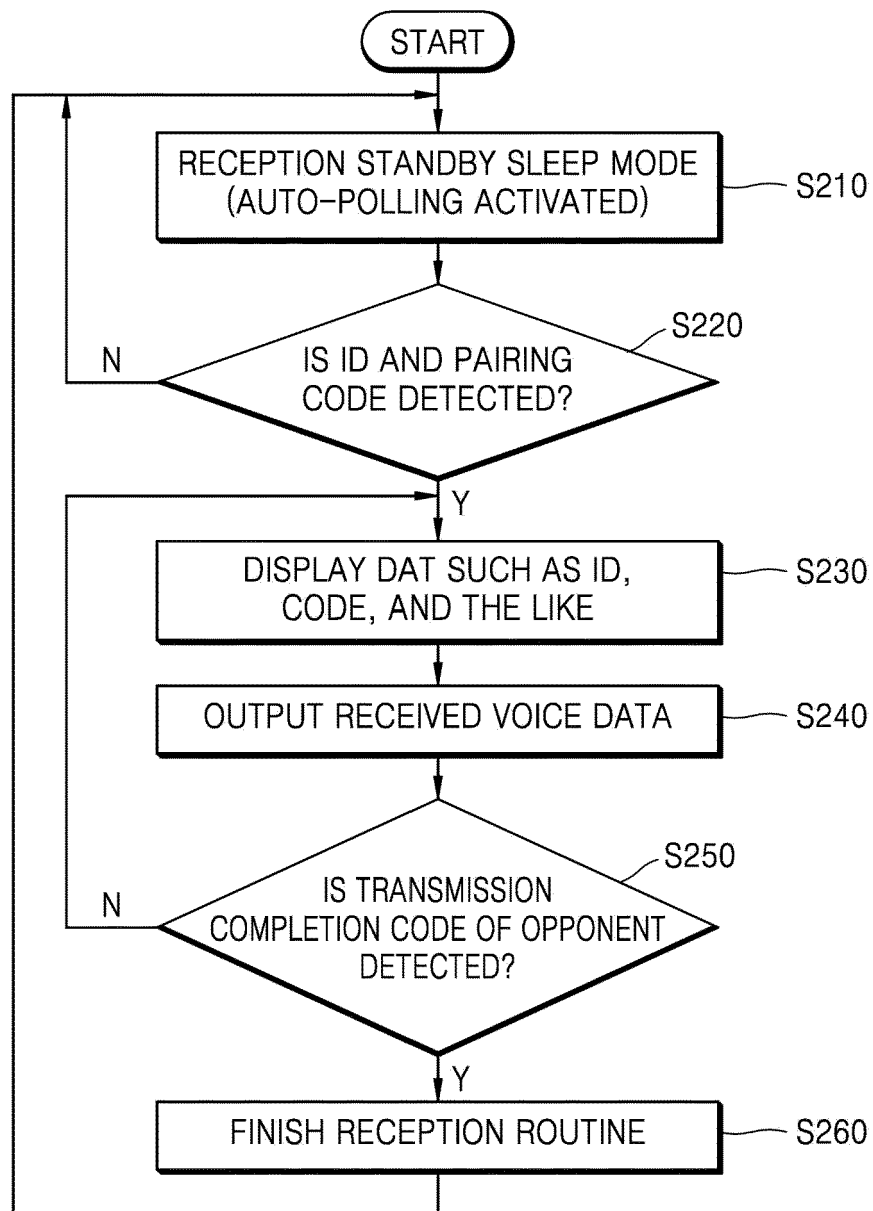 START
RECEPTION STANDBY SLEEP MODE
(AUTO-POLLING ACTIVATED)
S210
S220
N
IS ID AND PAIRING
CODE DETECTED?
Y
DISPLAY DAT SUCH AS ID,
CODE, AND THE LIKE
S230
OUTPUT RECEIVED VOICE DATA
S240
S250
N
IS TRANSMISSION
COMPLETION CODE OF OPPONENT
DETECTED?
Y
FINISH RECEPTION ROUTINE
S260